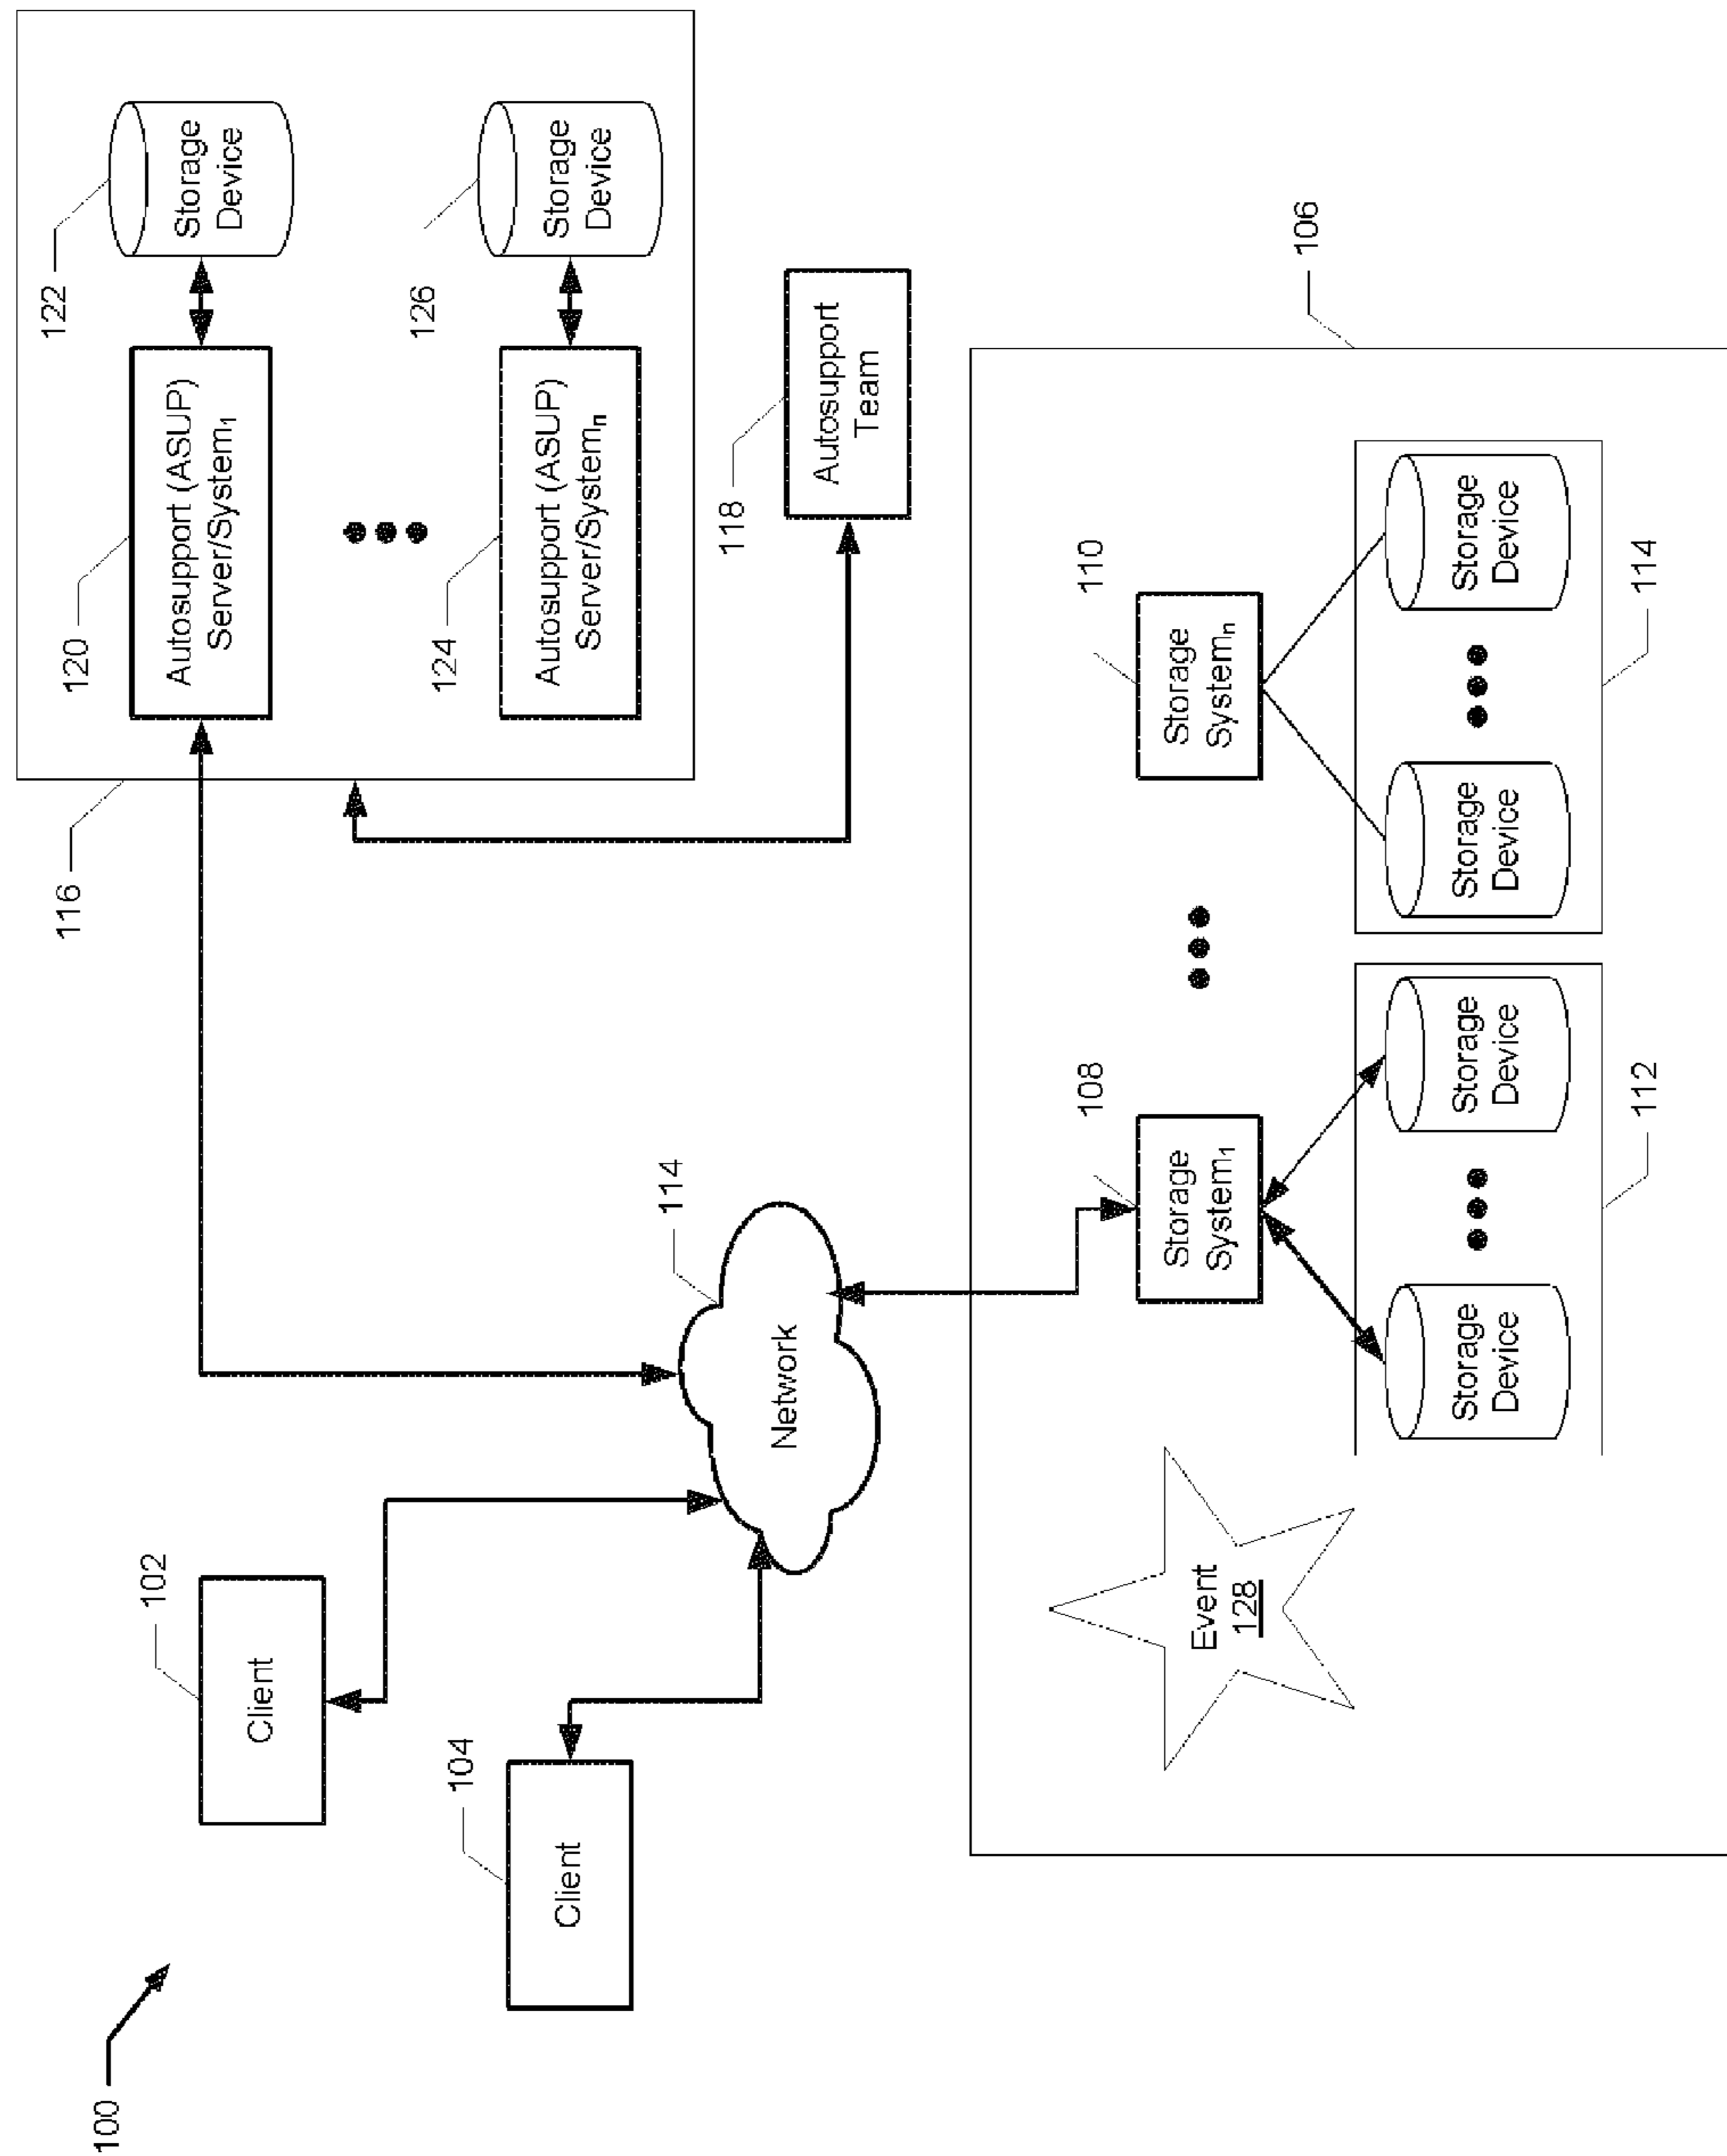 100
102
Client
104
Client
Network
114
116
120
Autosupport (ASUP)
Server/System1
122
Storage
Device
124
Autosupport (ASUP)
Server/Systemn
126
Storage
Device
118
Autosupport
Team
106
Event
128
108
Storage
System1
110
Storage
Systemn
Storage
Device
Storage
Device
112
Storage
Device
Storage
Device
114